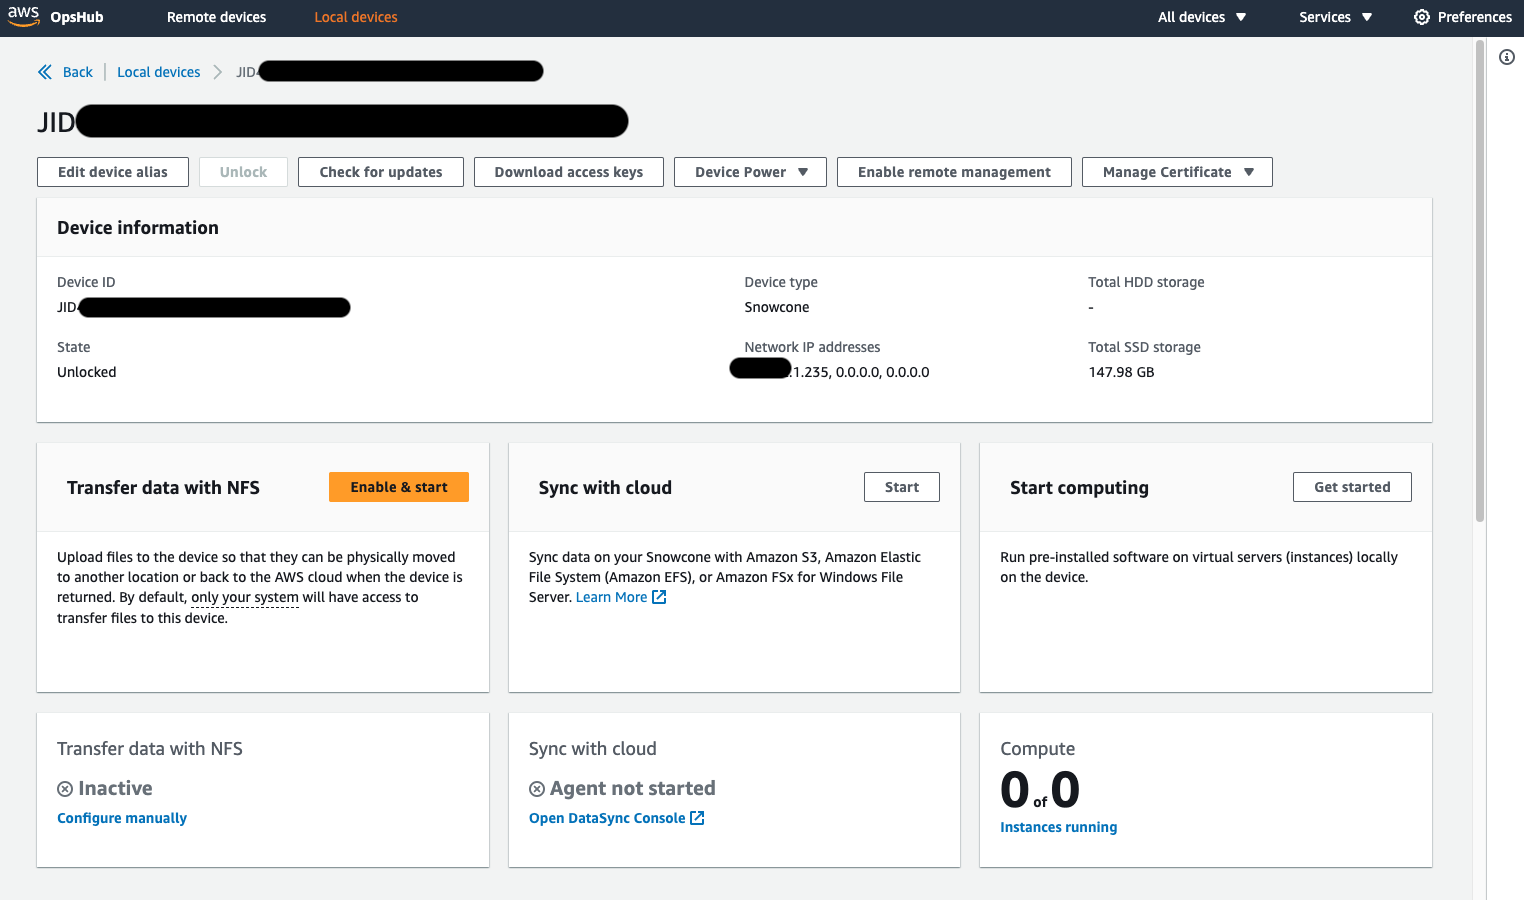 aws OpsHub Remote devices Local devices All devices Services Preferences
Back Local devices JID
JID
Edit device alias Unlock Check for updates Download access keys Device Power Enable remote management Manage Certificate
Device information
Device ID Device type Total HDD storage
JID Snowcone -
State Network IP addresses Total SSD storage
Unlocked .1.235, 0.0.0.0, 0.0.0.0 147.98 GB
Transfer data with NFS Enable & start
Upload files to the device so that they can be physically moved
to another location or back to the AWS cloud when the device is
returned. By default, only your system will have access to
transfer files to this device.
Sync with cloud Start
Sync data on your Snowcone with Amazon S3, Amazon Elastic
File System (Amazon EFS), or Amazon FSx for Windows File
Server. Learn More
Start computing Get started
Run pre-installed software on virtual servers (instances) locally
on the device.
Transfer data with NFS
Inactive
Configure manually
Sync with cloud
Agent not started
Open DataSync Console
Compute
0 of 0
Instances running